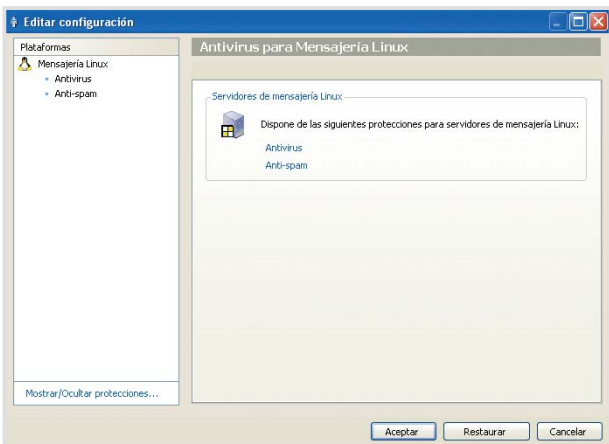 Editar configuración
Plataformas
Mensajería Linux
Antivirus
Anti-spam
Mostrar/Ocultar protecciones...
Antivirus para Mensajería Linux
Servidores de mensajería Linux
Dispone de las siguientes protecciones para servidores de mensajería Linux:
Antivirus
Anti-spam
Aceptar
Restaurar
Cancelar